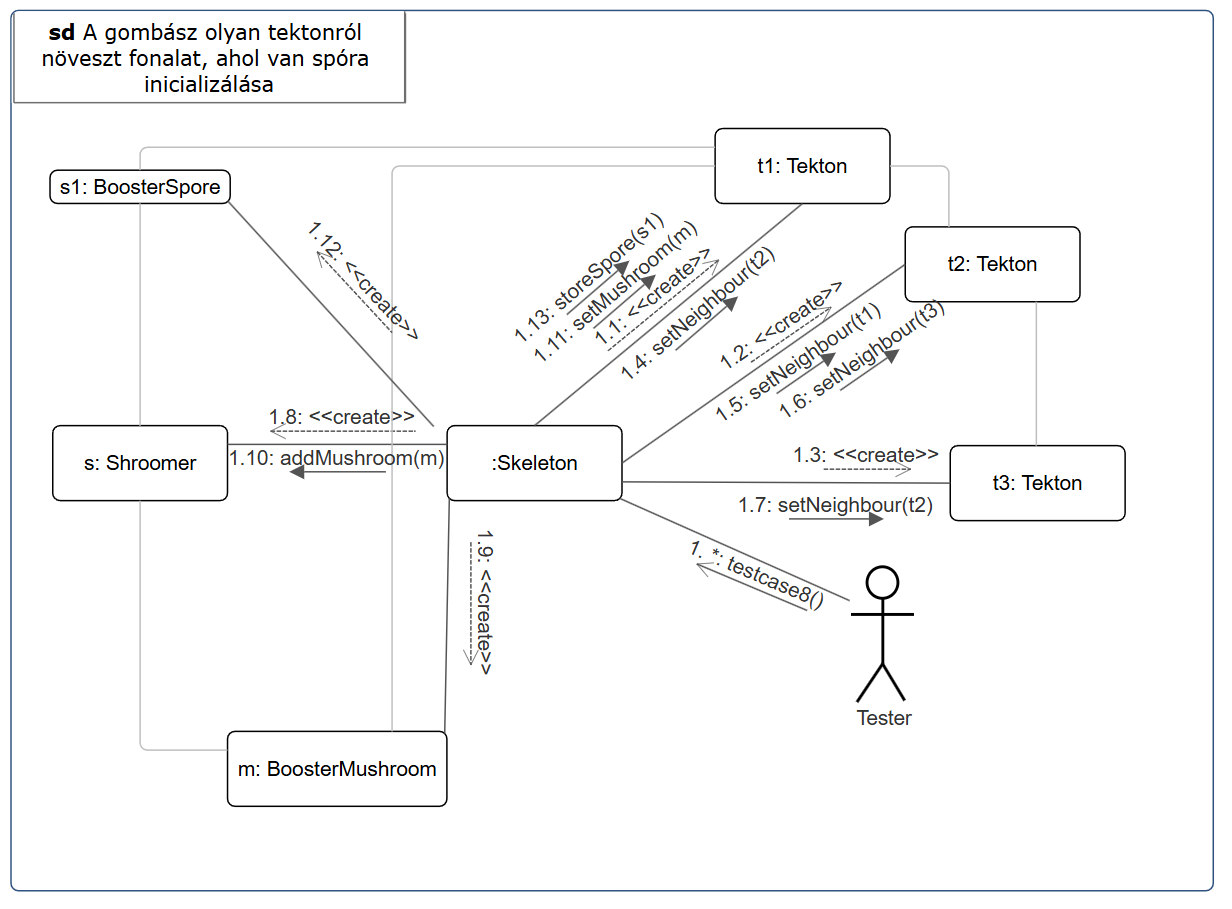 sd A gombász olyan tektonról
növeszt fonalat, ahol van spóra
inicializálása
t1: Tekton
s1: BoosterSpore
t2: Tekton
1.12: <<create>>
1.13: storeSpore(s1)
1.11: setMushroom(m)
1.1: <<create>>
1.4: setNeighbour(t2)
1.2: <<create>>
1.5: setNeighbour(t1)
1.6: setNeighbour(t3)
1.8: <<create>>
s: Shroomer
1.10: addMushroom(m)
:Skeleton
1.3: <<create>>
t3: Tekton
1.7: setNeighbour(t2)
1. *: testcase8()
1.9: <<create>>
Tester
m: BoosterMushroom